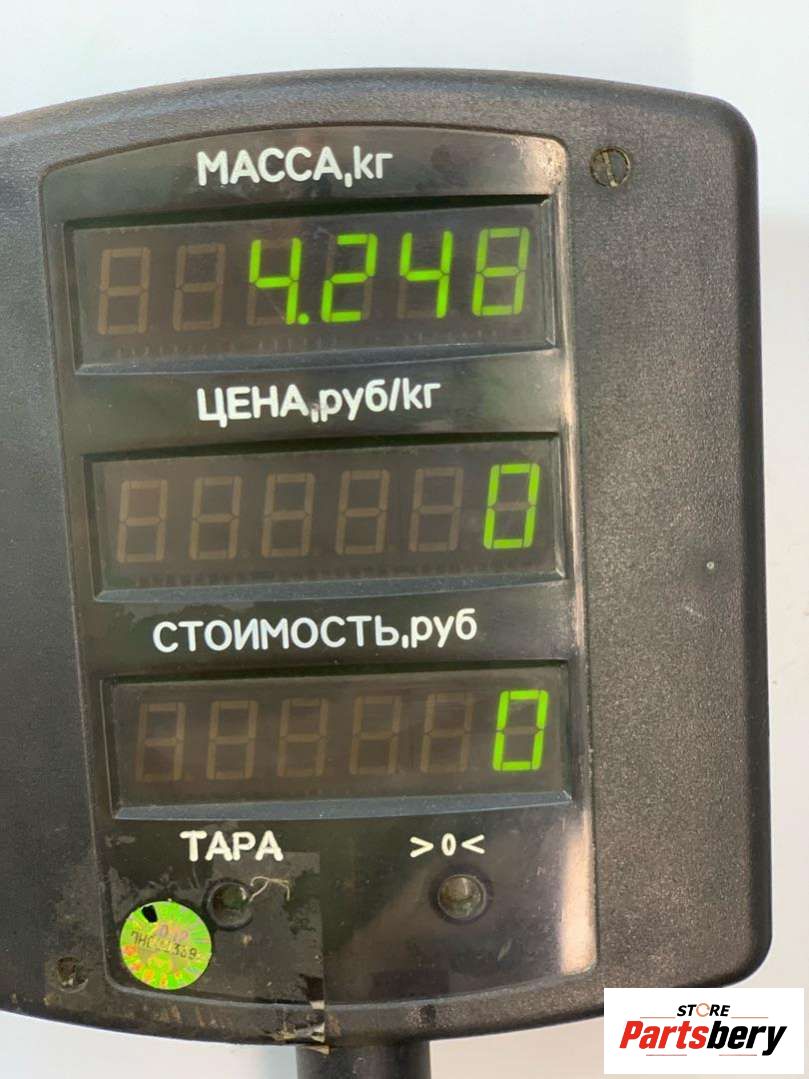 МАССА,кг
4.248
ЦЕНА,руб/кг
0
СТОИМОСТЬ,руб
0
ТАРА >0<
STORE
Partsbery